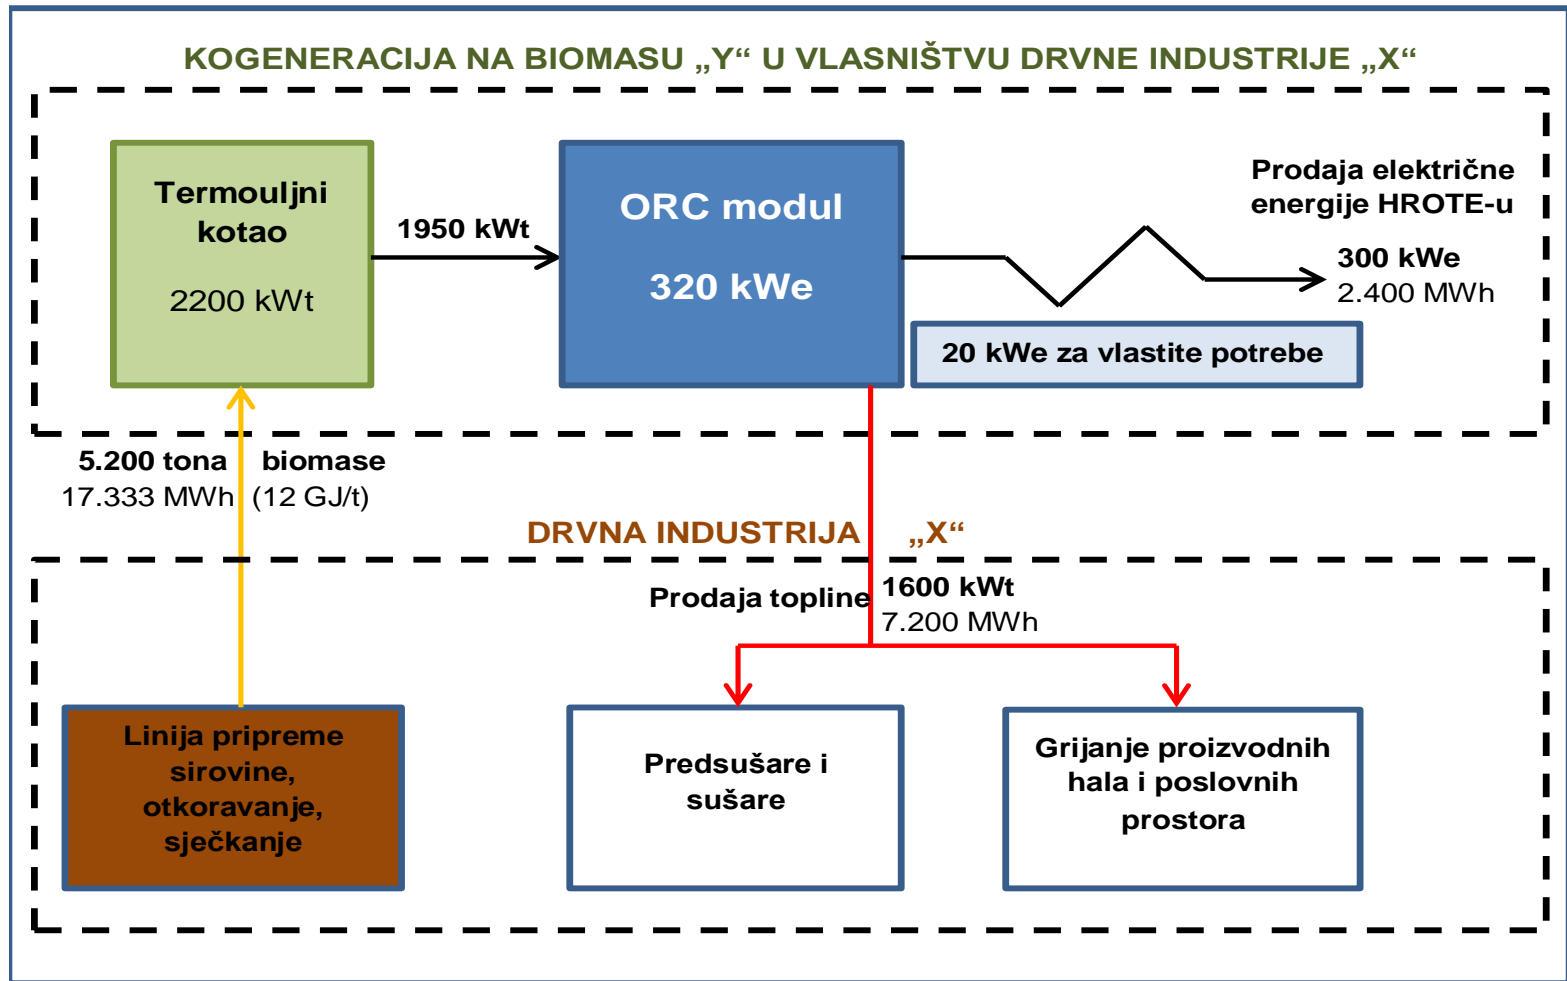 KOGENERACIJA NA BIOMASU „Y“ U VLASNIŠTVU DRVNE INDUSTRIJE „X“
Termouljni
kotao
2200 kWt
1950 kWt
ORC modul
320 kWe
Prodaja električne
energije HROTE-u
300 kWe
2.400 MWh
20 kWe za vlastite potrebe
5.200 tona biomase
17.333 MWh (12 GJ/t)
DRVNA INDUSTRIJA „X“
Prodaja topline
1600 kWt
7.200 MWh
Linija pripreme
sirovine,
otkoravanje,
sječkanje
Predsušare i
sušare
Grijanje proizvodnih
hala i poslovnih
prostora